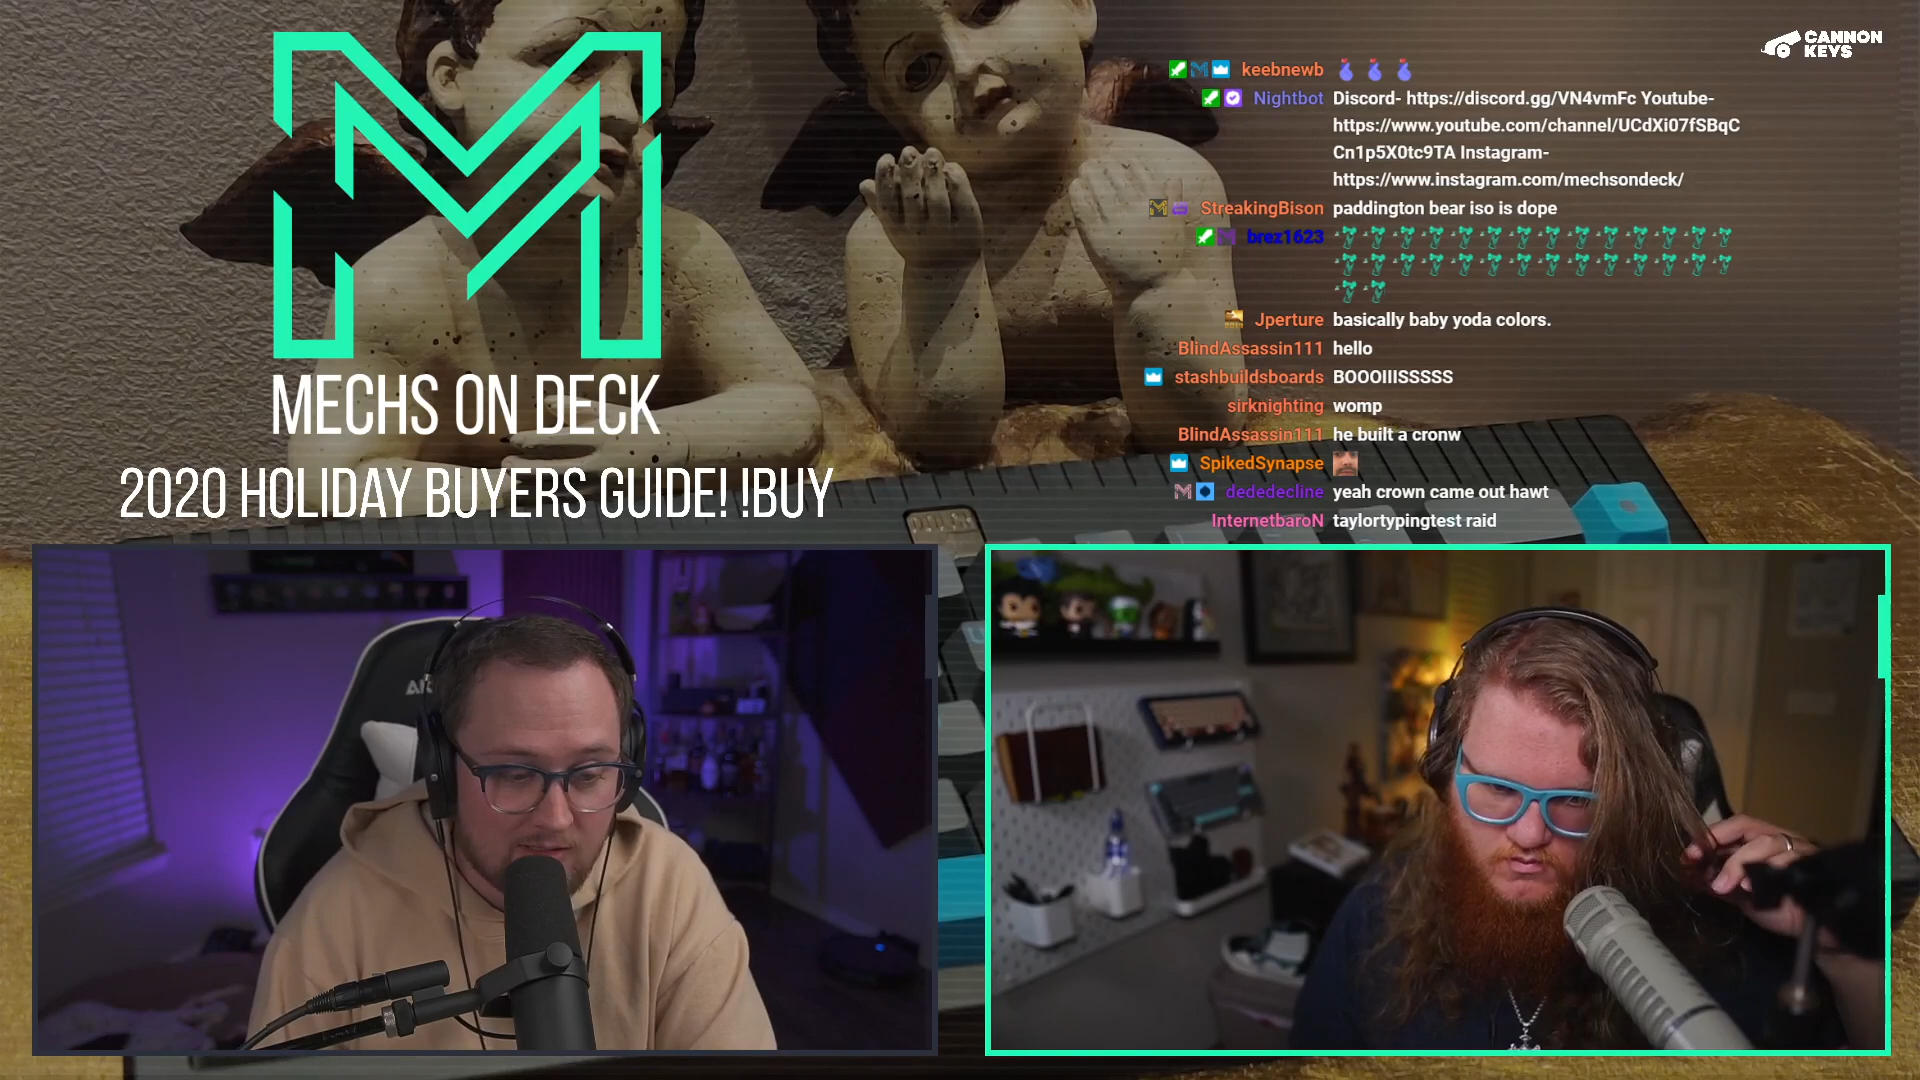 CANNON
KEYS
MECHS ON DECK
2020 HOLIDAY BUYERS GUIDE! !BUY
keebnewb
Nightbot Discord- https://discord.gg/VN4vmFc Youtube-
https://www.youtube.com/channel/UCdXi07fSBqC
Cn1p5X0tc9TA Instagram-
https://www.instagram.com/mechsondeck/
StreakingBison paddington bear iso is dope
brez1623
Jperture basically baby yoda colors.
BlindAssassin111 hello
stashbuildsboards BOOOIIISSSSS
sirknighting womp
BlindAssassin111 he built a cronw
SpikedSynapse
dededecline yeah crown came out hawt
InternetbaroN taylortypingtest raid